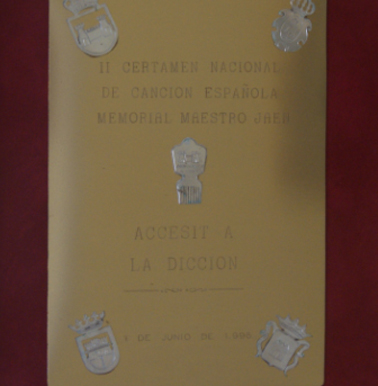 II CERTAMEN NACIONAL
DE CANCION ESPAÑOLA
MEMORIAL MAESTRO
ACCESIT A
LA DICCION
DE JUNIO DE